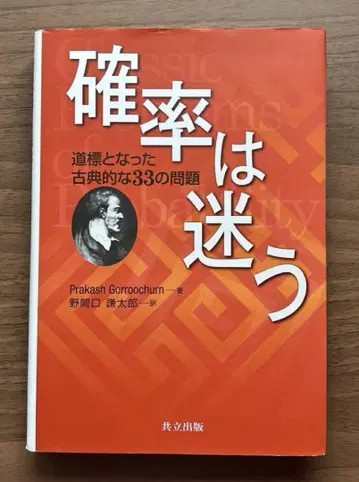 Classic
Problems
of
Probability
確率は迷う
道標となった
古典的な33の問題
Prakash Gorroochurn―著
野間口 謙太郎―訳
共立出版